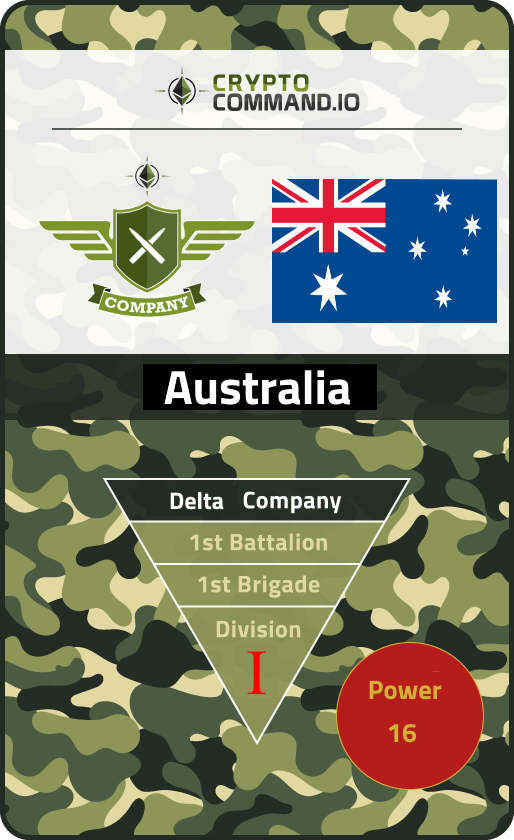 CRYPTO
COMMAND.IO
COMPANY
Australia
Delta Company
1st Battalion
1st Brigade
Division
I
Power
16